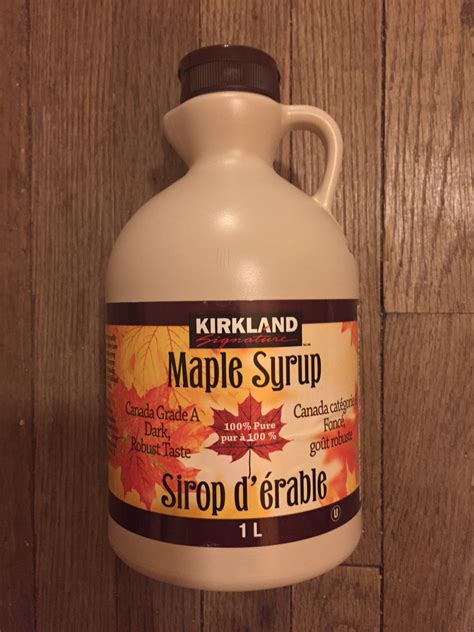 KIRKLAND
Signature
Maple Syrup
Canada Grade A
Dark,
Robust Taste
100% Pure
pur à 100 %
Canada catégorie
Foncé,
goût robuste
Sirop d'érable
1 L
U